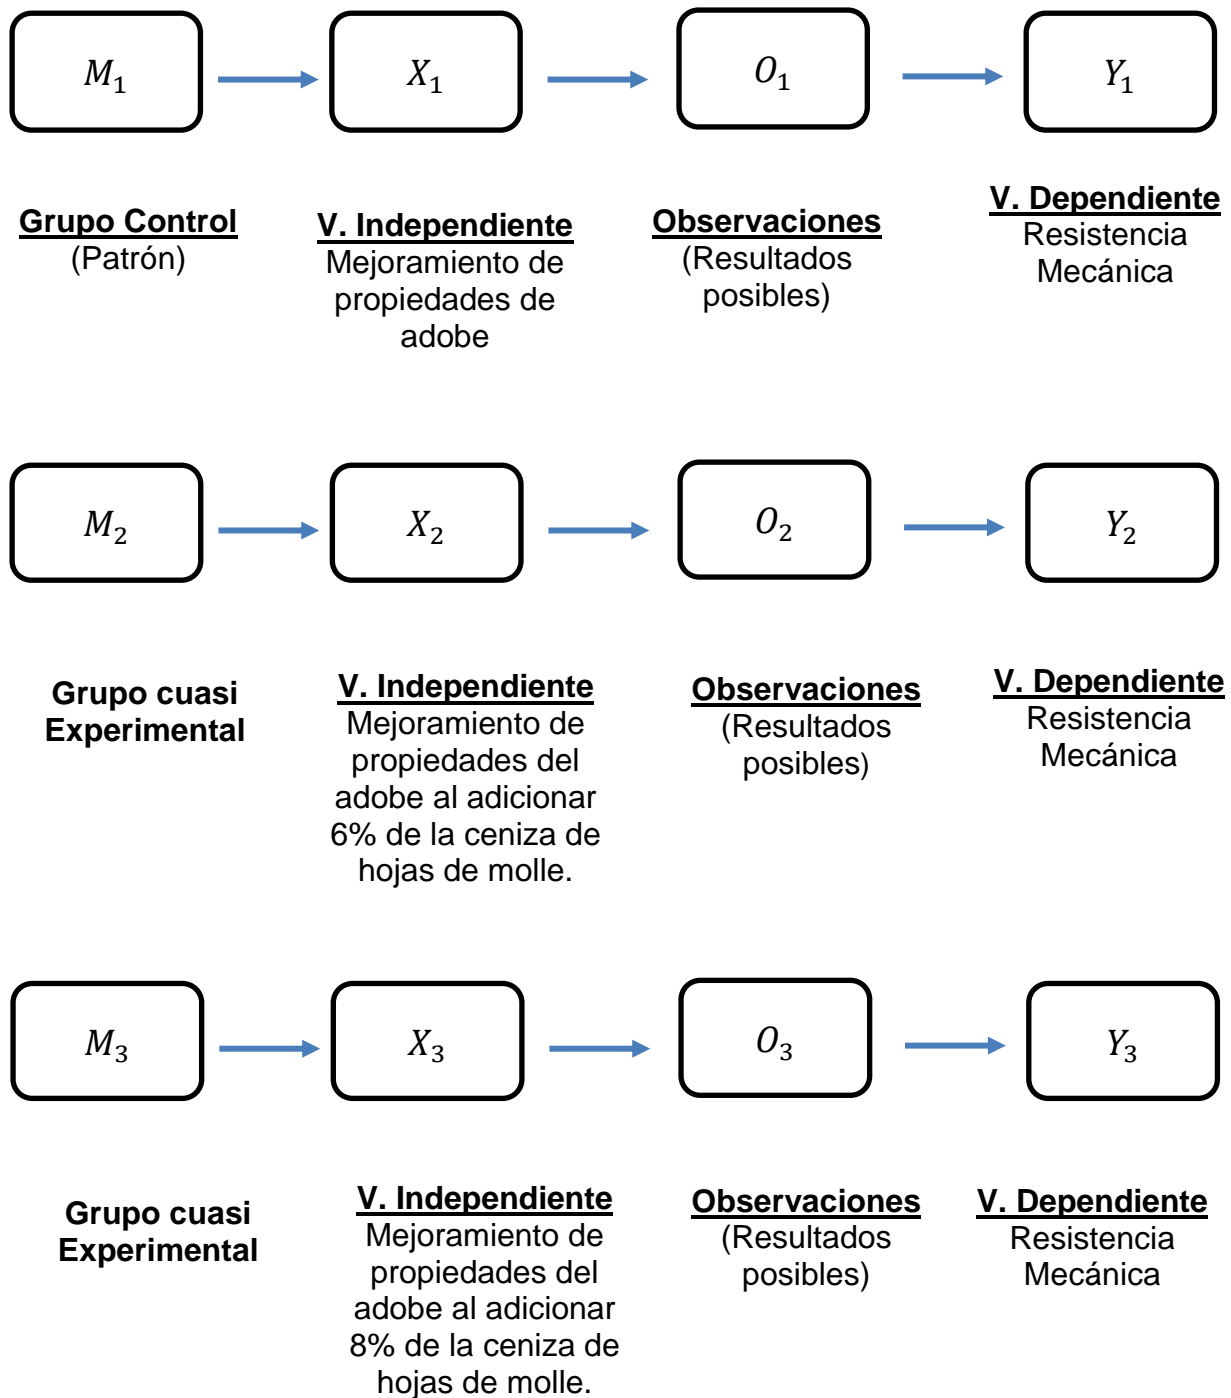 M₁
X₁
O₁
Y₁
Grupo Control
(Patrón)
V. Independiente
Mejoramiento de
propiedades de
adobe
Observaciones
(Resultados
posibles)
V. Dependiente
Resistencia
Mecánica
M₂
X₂
O₂
Y₂
Grupo cuasi
Experimental
V. Independiente
Mejoramiento de
propiedades del
adobe al adicionar
6% de la ceniza de
hojas de molle.
Observaciones
(Resultados
posibles)
V. Dependiente
Resistencia
Mecánica
M₃
X₃
O₃
Y₃
Grupo cuasi
Experimental
V. Independiente
Mejoramiento de
propiedades del
adobe al adicionar
8% de la ceniza de
hojas de molle.
Observaciones
(Resultados
posibles)
V. Dependiente
Resistencia
Mecánica